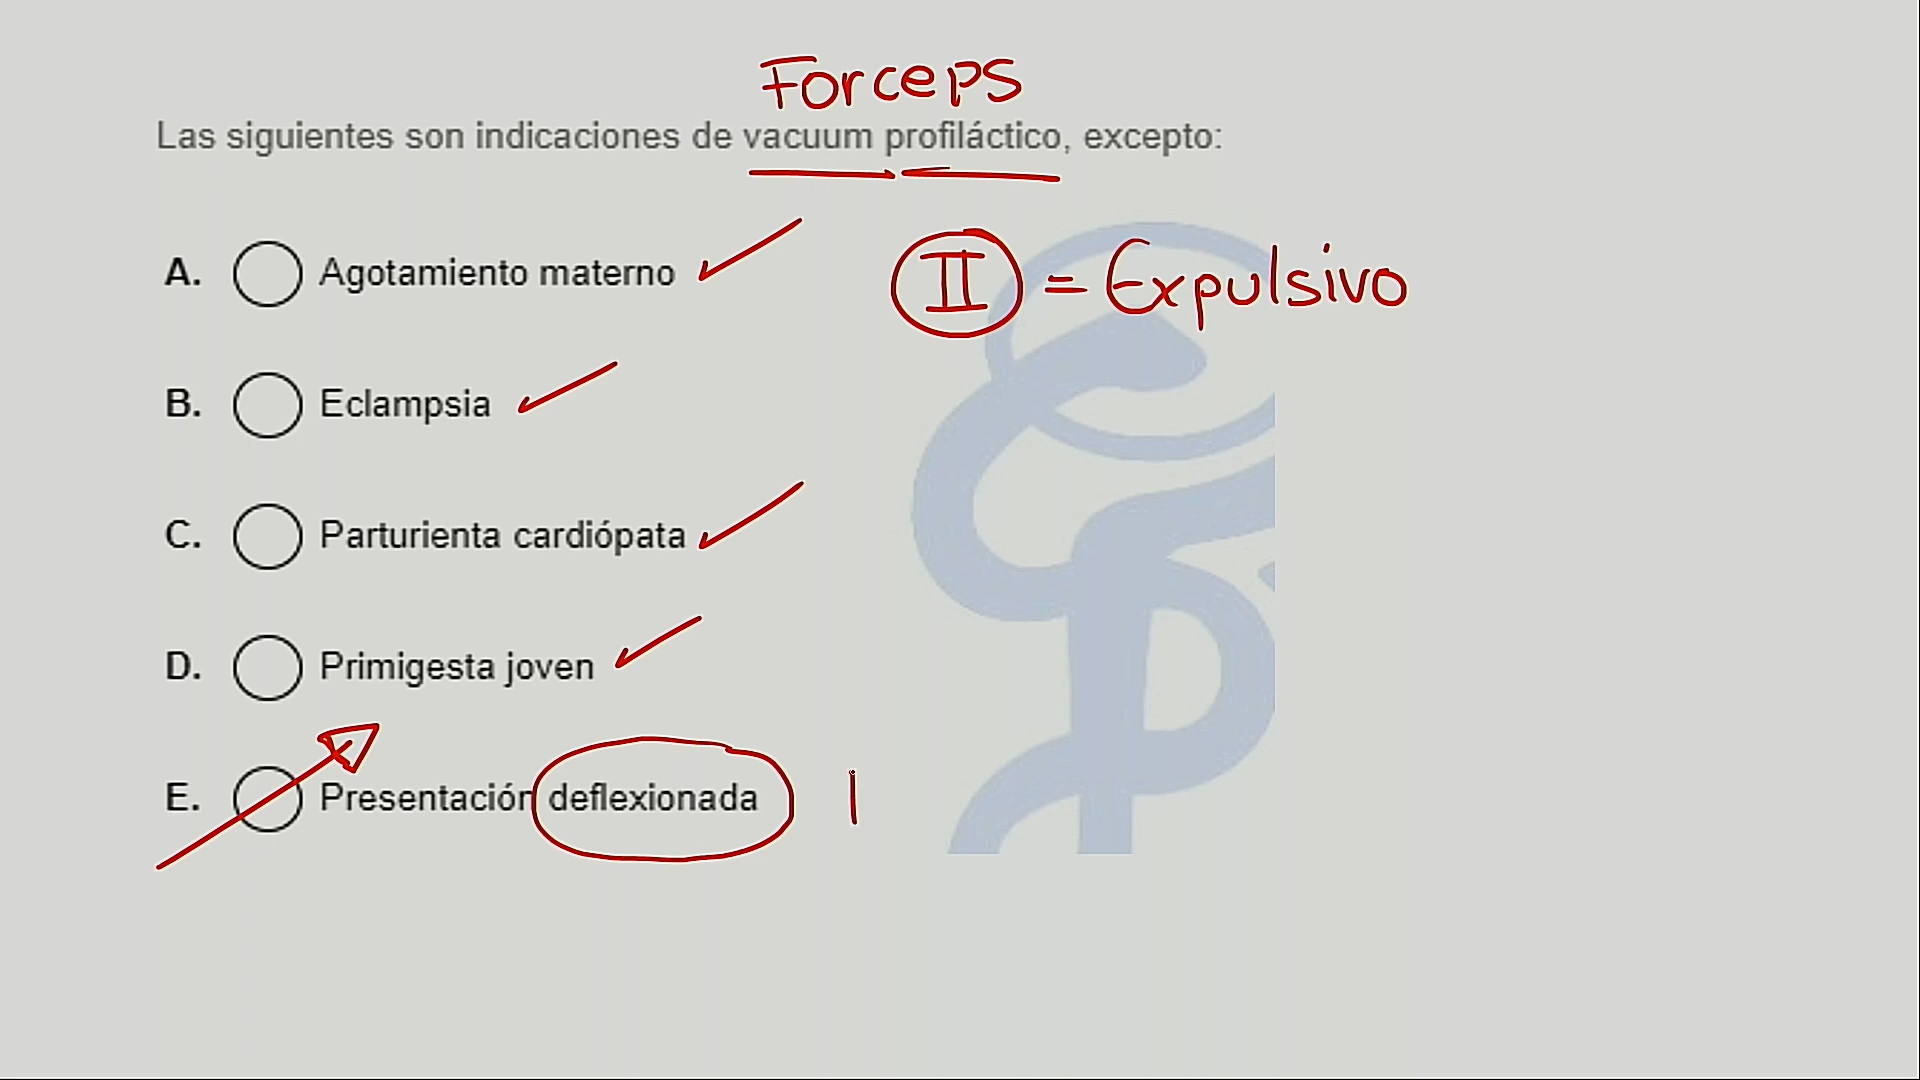 Forceps
Las siguientes son indicaciones de vacuum profiláctico, excepto:
A. Agotamiento materno
II = Expulsivo
B. Eclampsia
C. Parturienta cardiópata
D. Primigesta joven
E. Presentación deflexionada I